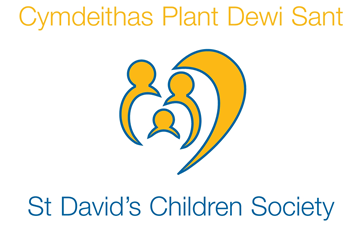 Cymdeithas Plant Dewi Sant
St David's Children Society